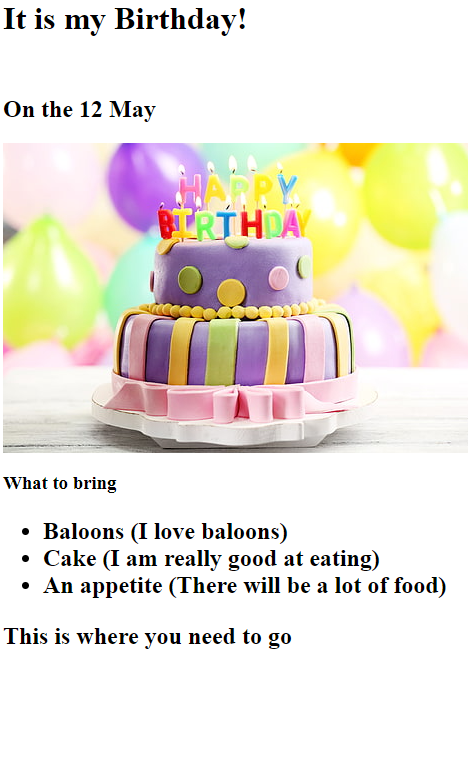 It is my Birthday!
On the 12 May
HAPPY
BIRTHDAY
What to bring
Baloons (I love baloons)
Cake (I am really good at eating)
An appetite (There will be a lot of food)
This is where you need to go